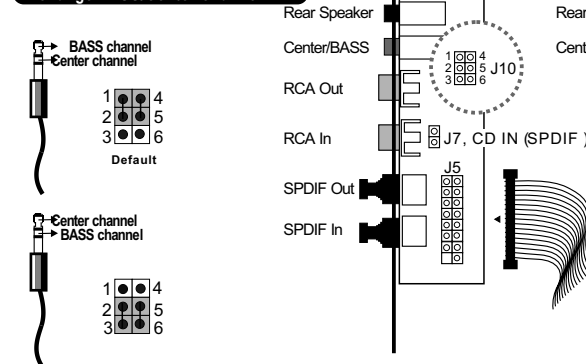 Rear Speaker
Rear
BASS channel
Center channel
Center/BASS
Cent
1 4
2 5
3 6
J10
RCA Out
1 4
2 5
3 6
Default
RCA In
J7, CD IN (SPDIF )
J5
SPDIF Out
SPDIF In
Center channel
BASS channel
1 4
2 5
3 6